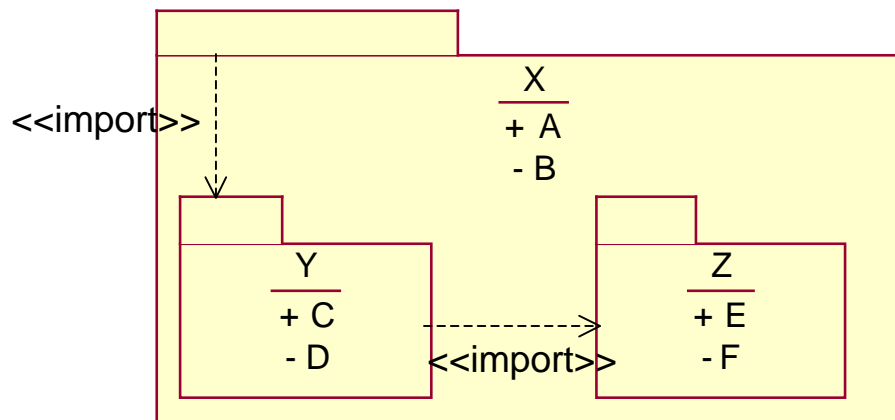 X
<<import>>
+ A
- B
Y
+ C
- D
Z
+ E
- F
<<import>>